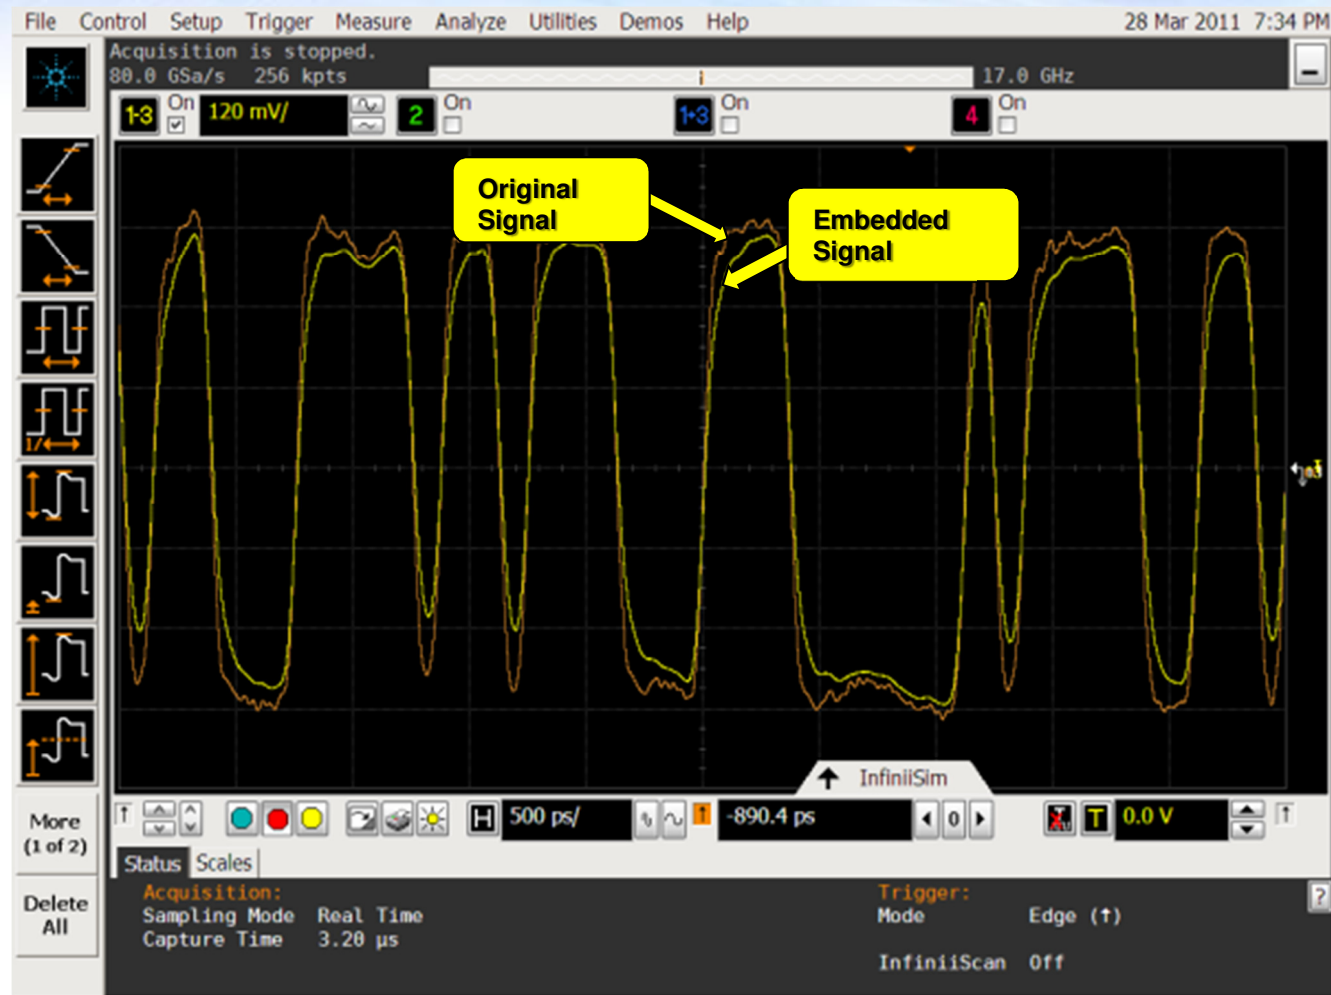 File Control Setup Trigger Measure Analyze Utilities Demos Help 28 Mar 2011 7:34 PM
Acquisition is stopped.
80.0 GSa/s 256 kpts 17.0 GHz
1-3 On 120 mV/ 2 On 1+3 On 4 On
Original
Signal
Embedded
Signal
1/
InfiniiSim
H 500 ps/ -890.4 ps 0 T 0.0 V
More
(1 of 2)
Status Scales
Delete
All
Acquisition:
Sampling Mode Real Time
Capture Time 3.20 µs
Trigger:
Mode Edge (↑)
InfiniiScan Off
?